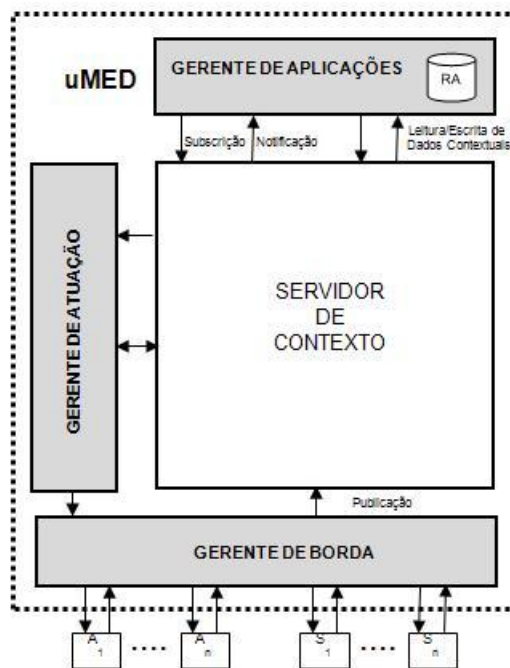 uMED
GERENTE DE APLICAÇÕES
RA
Subscrição
Notificação
Leitura/Escrita de
Dados Contextuais
GERENTE DE ATUAÇÃO
SERVIDOR
DE
CONTEXTO
Publicação
GERENTE DE BORDA
A 1
....
A n
S 1
....
S n